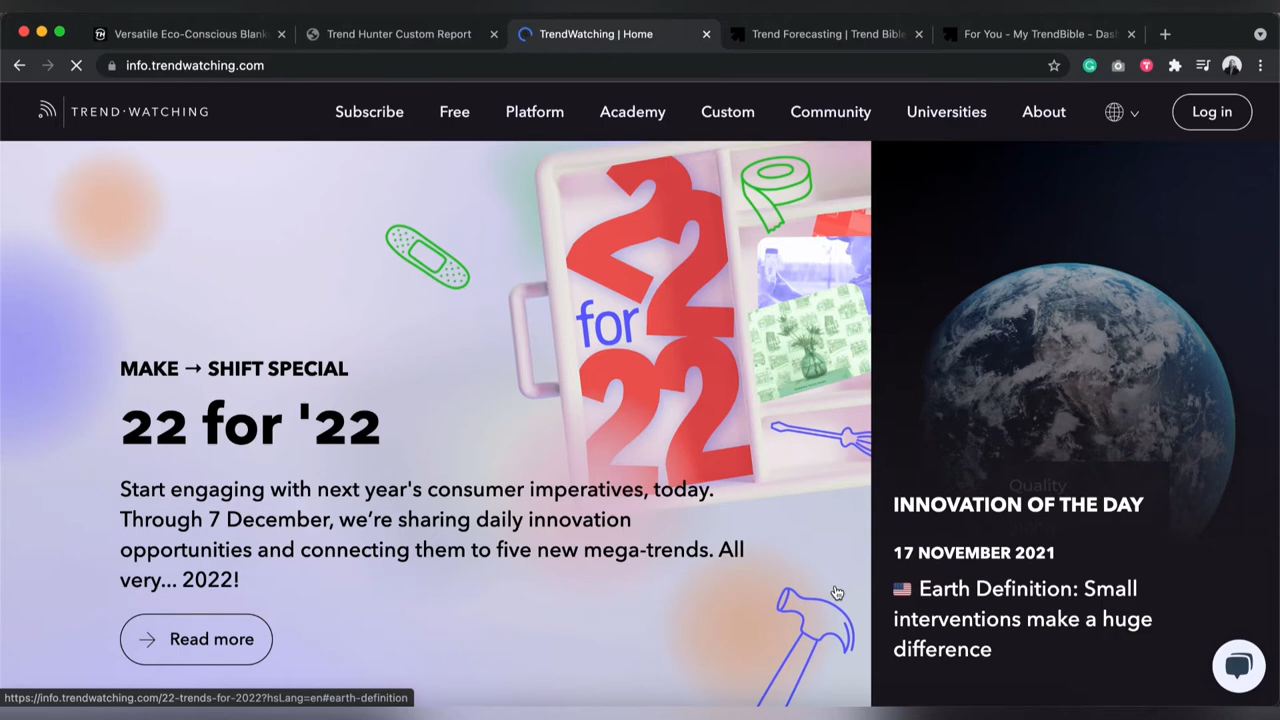 Versatile Eco-Conscious Blank
Trend Hunter Custom Report
TrendWatching | Home
Trend Forecasting | Trend Bible
For You - My TrendBible - Das
info.trendwatching.com
TREND·WATCHING
Subscribe
Free
Platform
Academy
Custom
Community
Universities
About
Log in
22
for
22
MAKE → SHIFT SPECIAL
22 for '22
Start engaging with next year's consumer imperatives, today.
Through 7 December, we’re sharing daily innovation
opportunities and connecting them to five new mega-trends. All
very... 2022!
Read more
Quality
INNOVATION OF THE DAY
17 NOVEMBER 2021
Earth Definition: Small
interventions make a huge
difference
https://info.trendwatching.com/22-trends-for-2022?hsLang=en#earth-definition